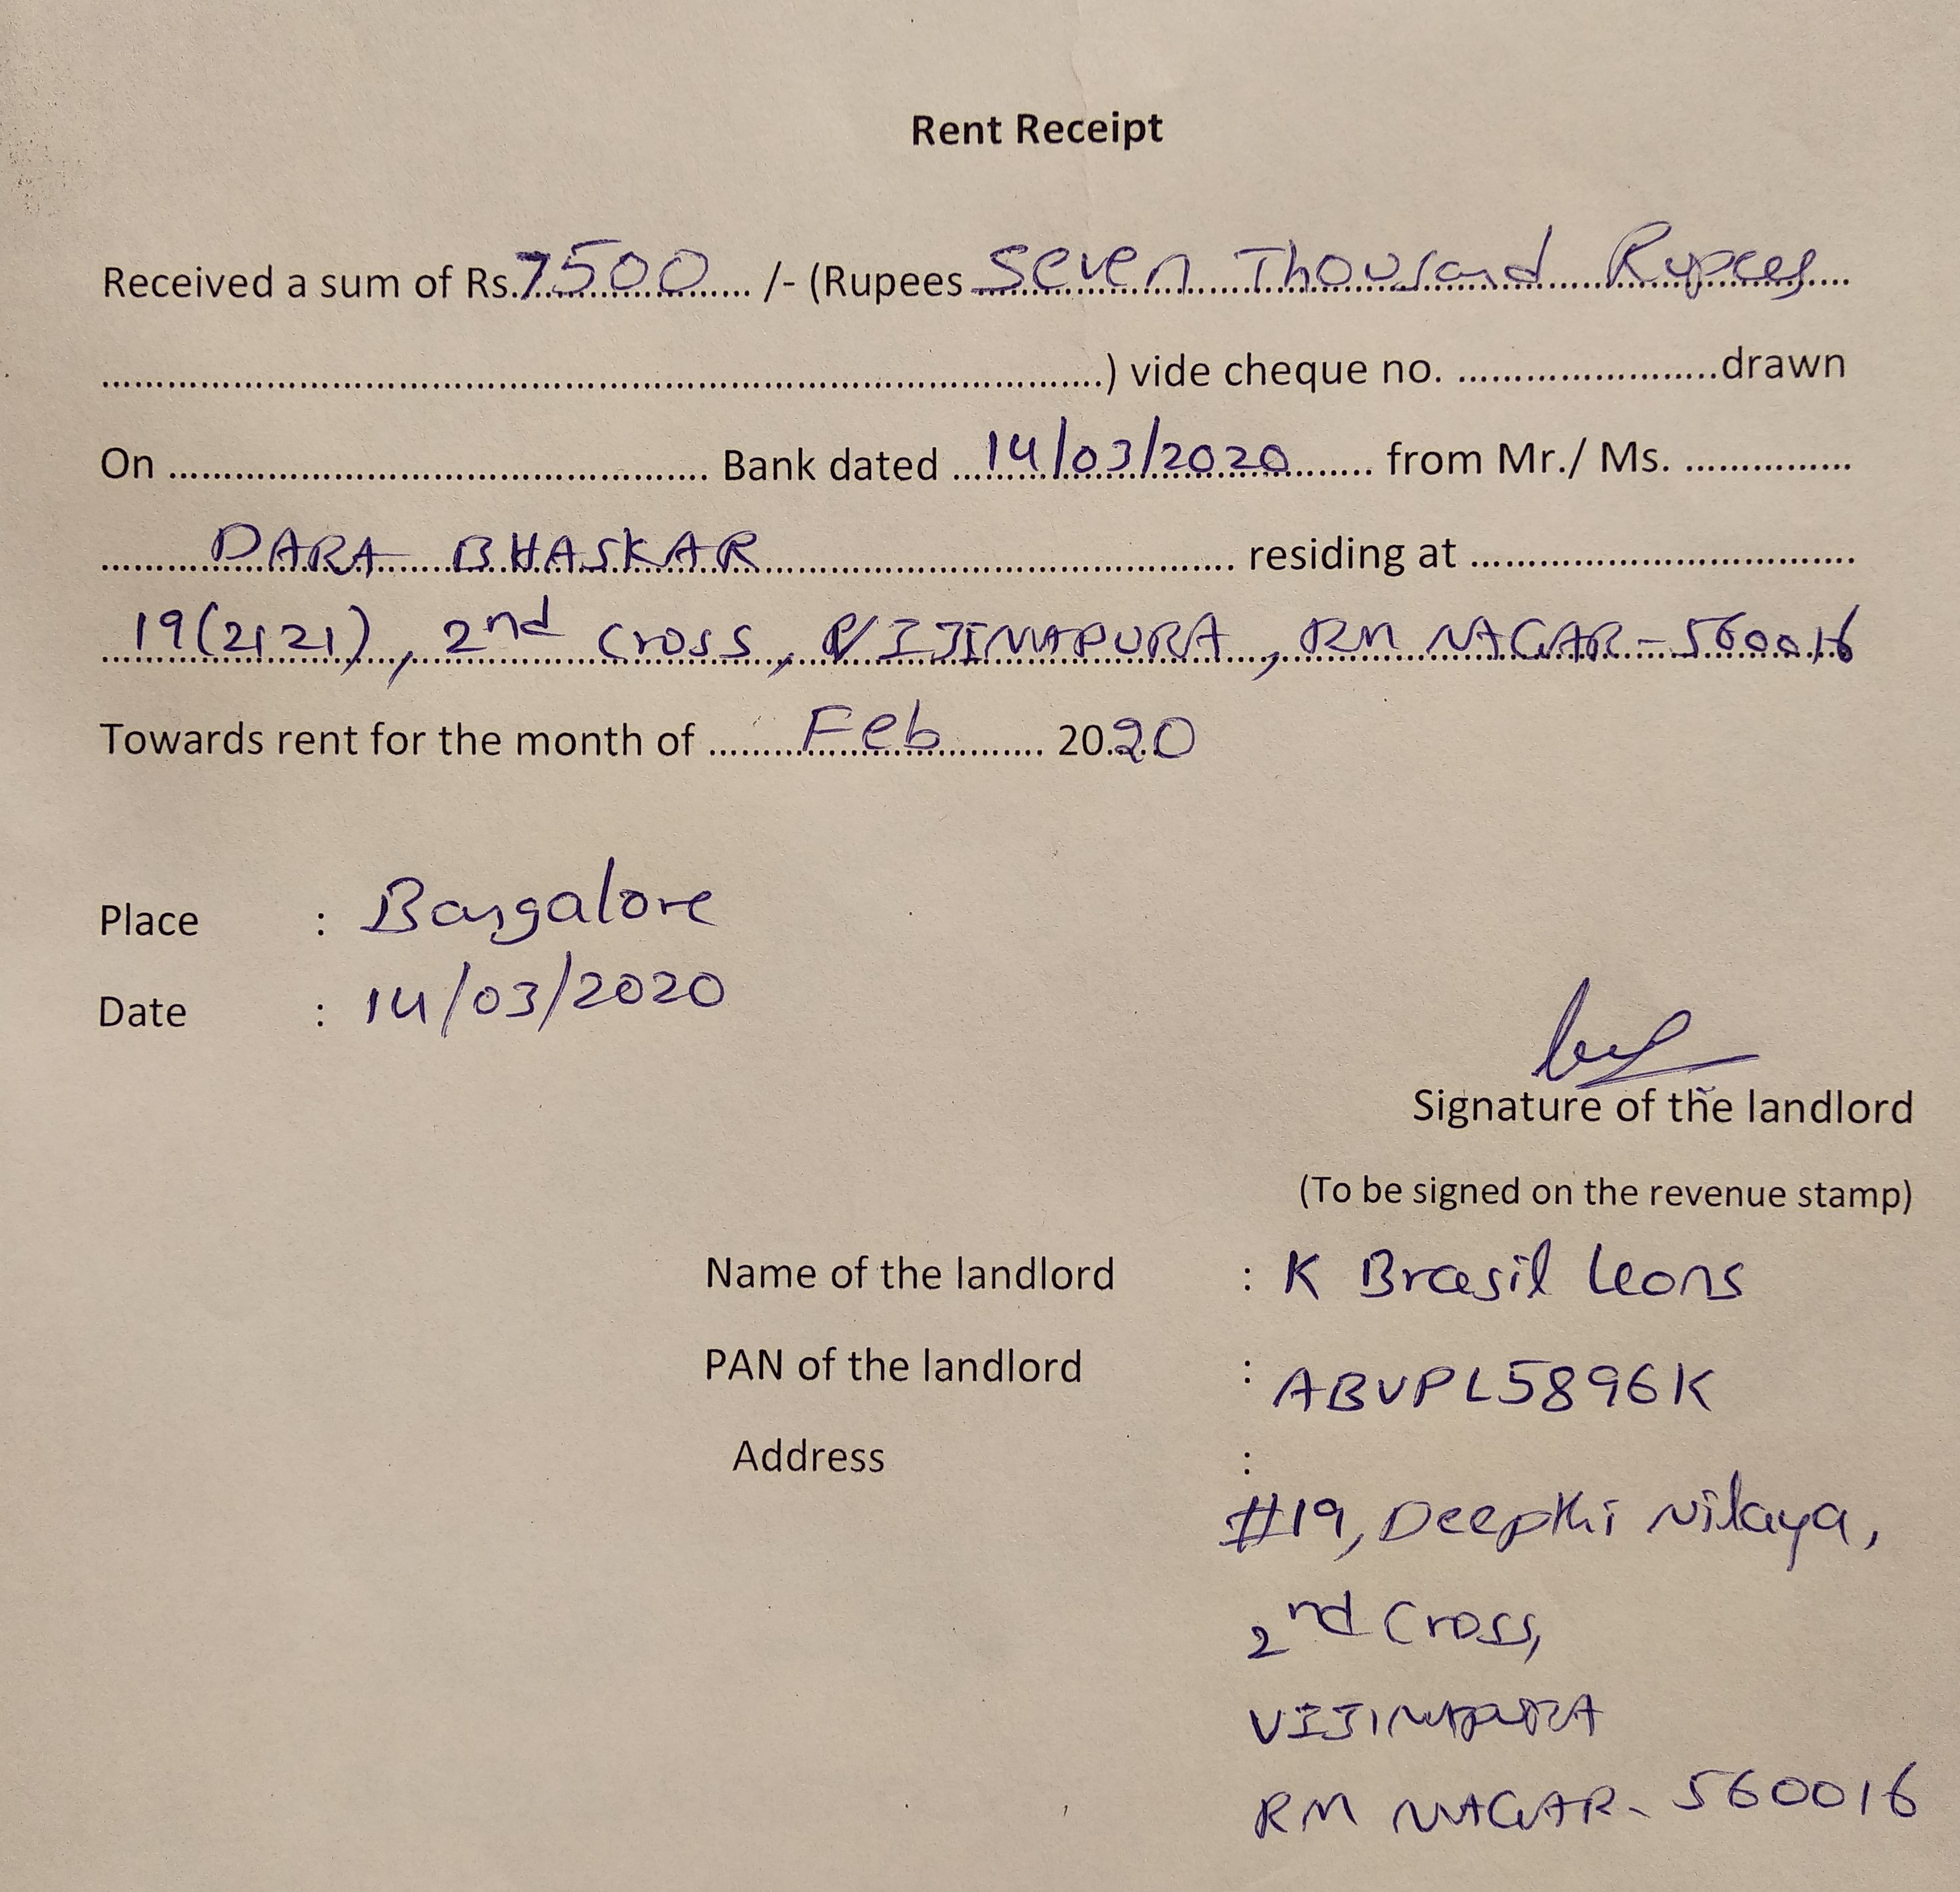 Rent Receipt
Received a sum of Rs.7500 /- (Rupees Seven Thousand Rupees
) vide cheque no. drawn
On Bank dated 14/03/2020 from Mr./ Ms.
DARA BHASKAR residing at
19(2121), 2nd Cross, VIJINAPURA, RM NAGAR-560016
Towards rent for the month of Feb 2020
Place : Bangalore
Date : 14/03/2020
Signature of the landlord
(To be signed on the revenue stamp)
Name of the landlord : K Brasil Leons
PAN of the landlord : ABVPL5896K
Address :
#19, Deepthi Nilaya,
2nd Cross,
VIJINAPURA
RM NAGAR- 560016